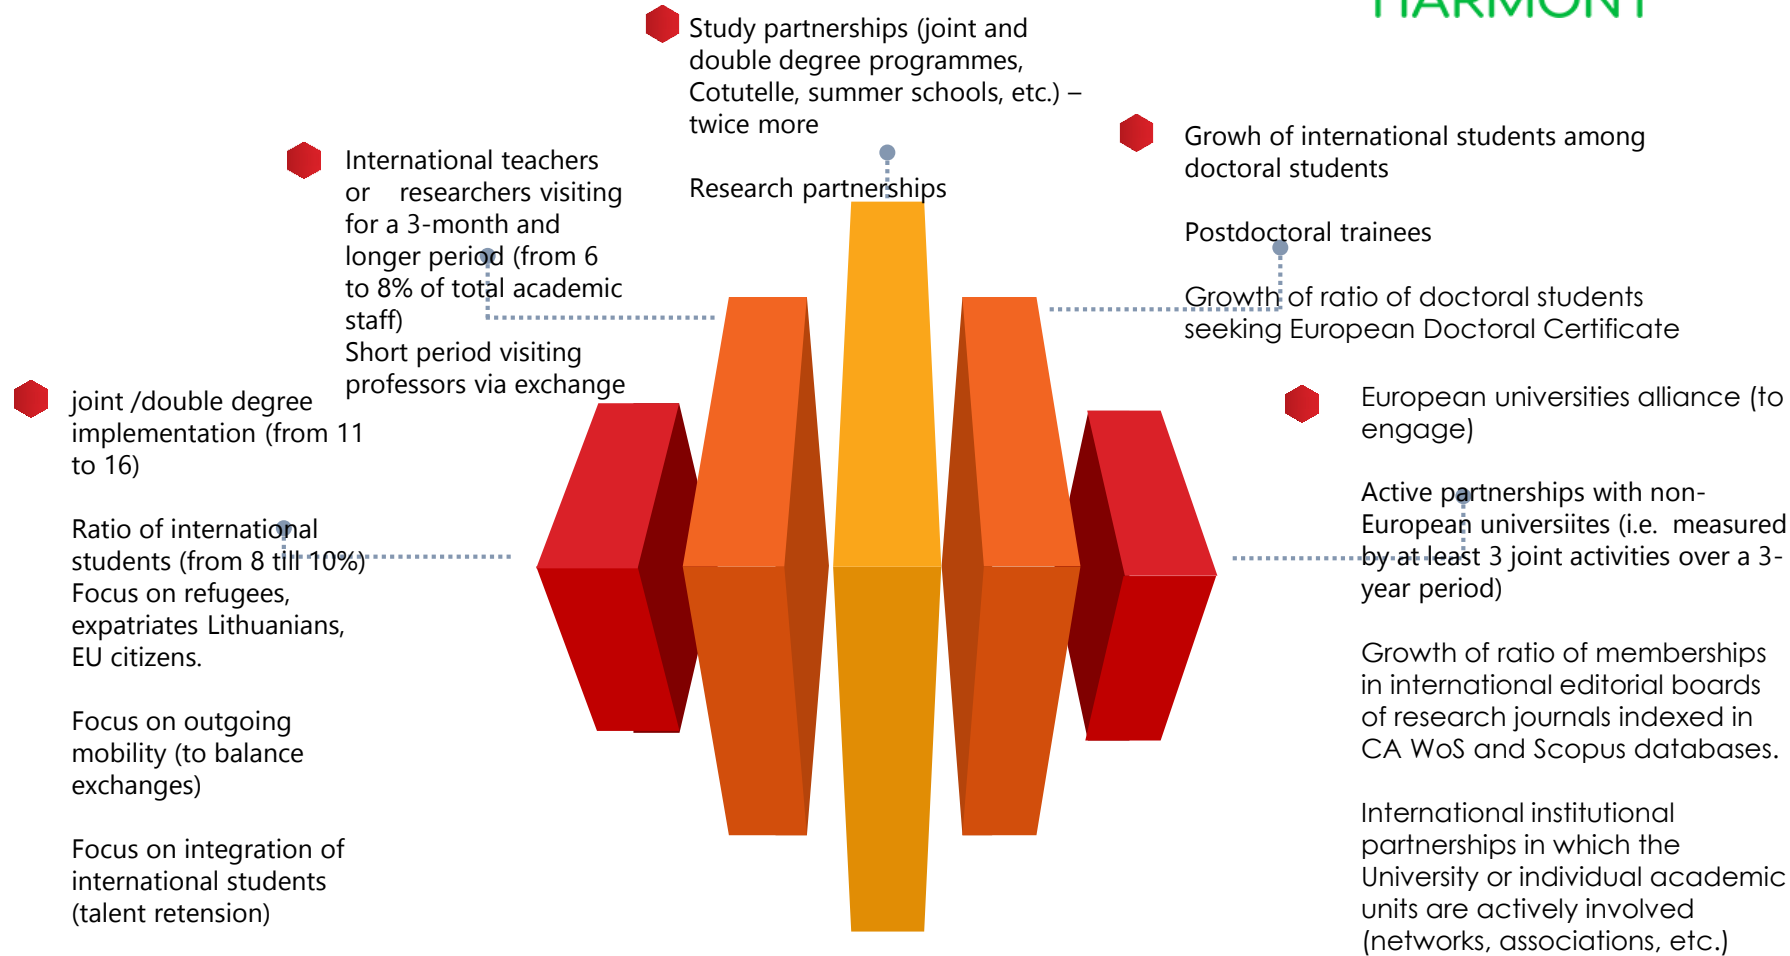 HARMONY
Study partnerships (joint and
double degree programmes,
Cotutelle, summer schools, etc.) –
twice more
Research partnerships
International teachers
or researchers visiting
for a 3-month and
longer period (from 6
to 8% of total academic
staff)
Short period visiting
professors via exchange
Growh of international students among
doctoral students
Postdoctoral trainees
Growth of ratio of doctoral students
seeking European Doctoral Certificate
joint /double degree
implementation (from 11
to 16)
Ratio of international
students (from 8 till 10%)
Focus on refugees,
expatriates Lithuanians,
EU citizens.
Focus on outgoing
mobility (to balance
exchanges)
Focus on integration of
international students
(talent retension)
European universities alliance (to
engage)
Active partnerships with non-
European universiites (i.e. measured
by at least 3 joint activities over a 3-
year period)
Growth of ratio of memberships
in international editorial boards
of research journals indexed in
CA WoS and Scopus databases.
International institutional
partnerships in which the
University or individual academic
units are actively involved
(networks, associations, etc.)